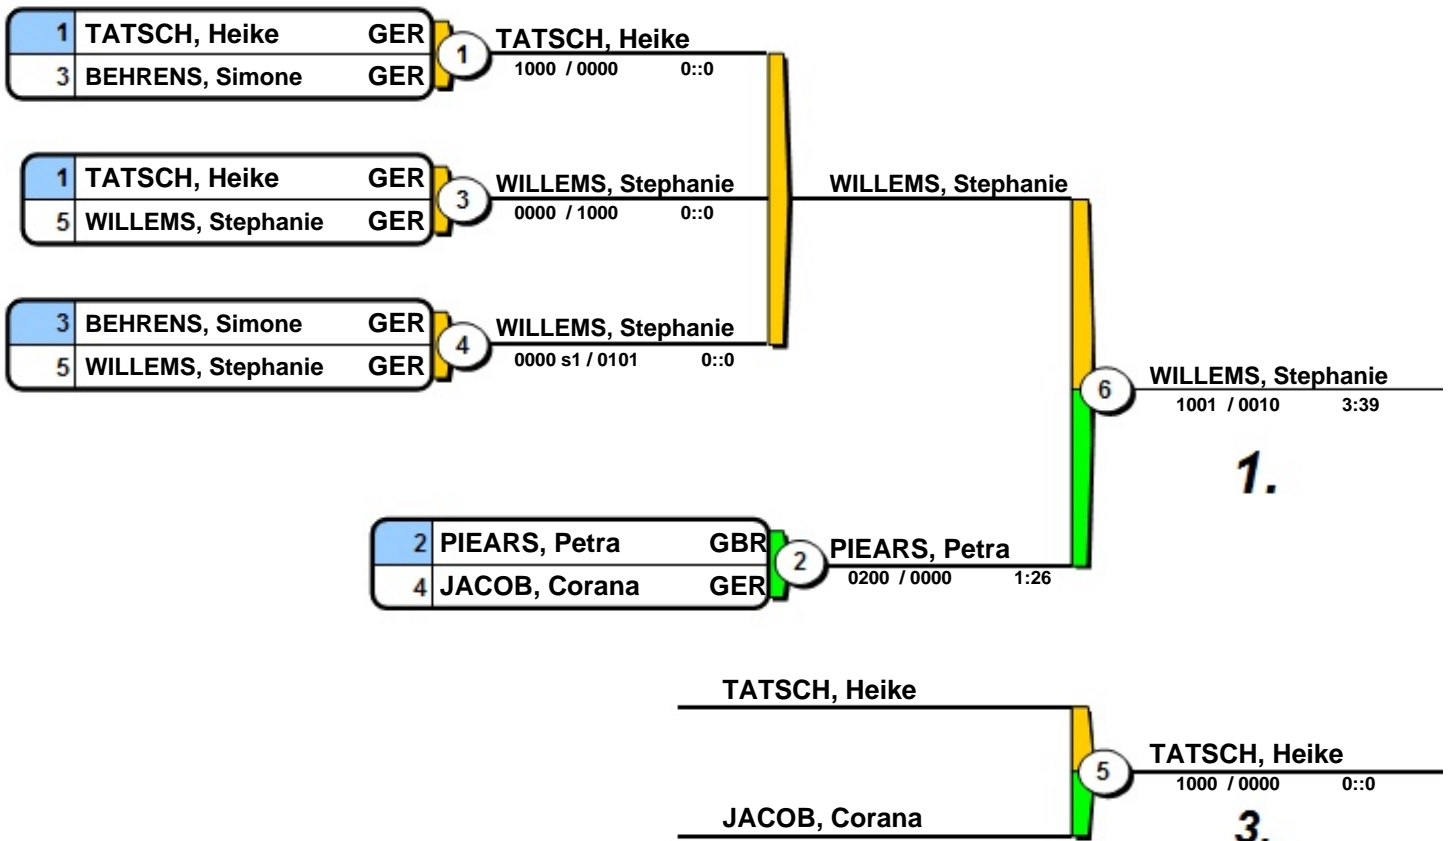 1 TATSCH, Heike GER
3 BEHRENS, Simone GER
1
TATSCH, Heike
1000 / 0000 0::0
1 TATSCH, Heike GER
5 WILLEMS, Stephanie GER
3
WILLEMS, Stephanie
0000 / 1000 0::0
WILLEMS, Stephanie
3 BEHRENS, Simone GER
5 WILLEMS, Stephanie GER
4
WILLEMS, Stephanie
0000 s1 / 0101 0::0
6
WILLEMS, Stephanie
1001 / 0010 3:39
1.
2 PIEARS, Petra GBR
4 JACOB, Corana GER
2
PIEARS, Petra
0200 / 0000 1:26
TATSCH, Heike
5
TATSCH, Heike
1000 / 0000 0::0
JACOB, Corana
3.